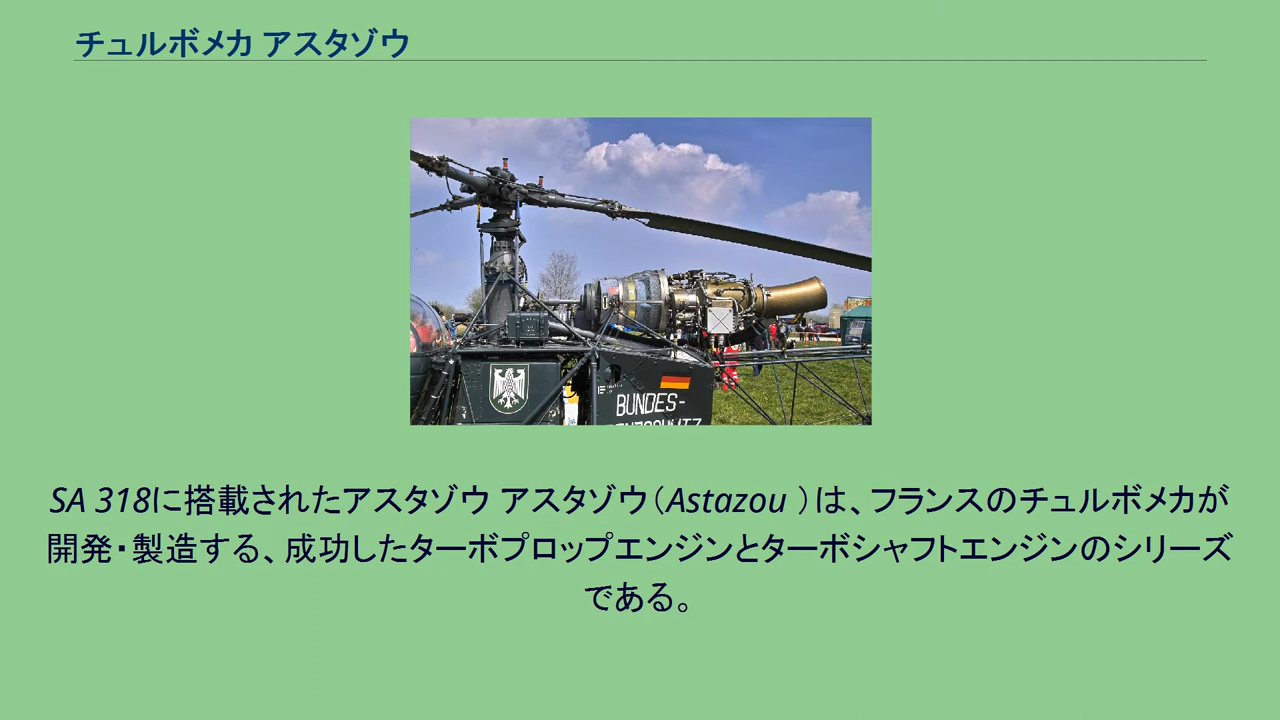 チュルボメカ アスタゾウ
BUNDES-
SA 318に搭載されたアスタゾウ アスタゾウ（Astazou ）は、フランスのチュルボメカが
開発・製造する、成功したターボプロップエンジンとターボシャフトエンジンのシリーズ
である。